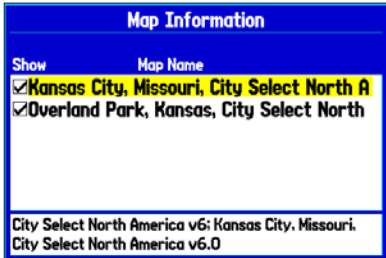 Map Information
Show Map Name
Kansas City, Missouri, City Select North A
Overland Park, Kansas, City Select North
City Select North America v6; Kansas City, Missouri,
City Select North America v6.0